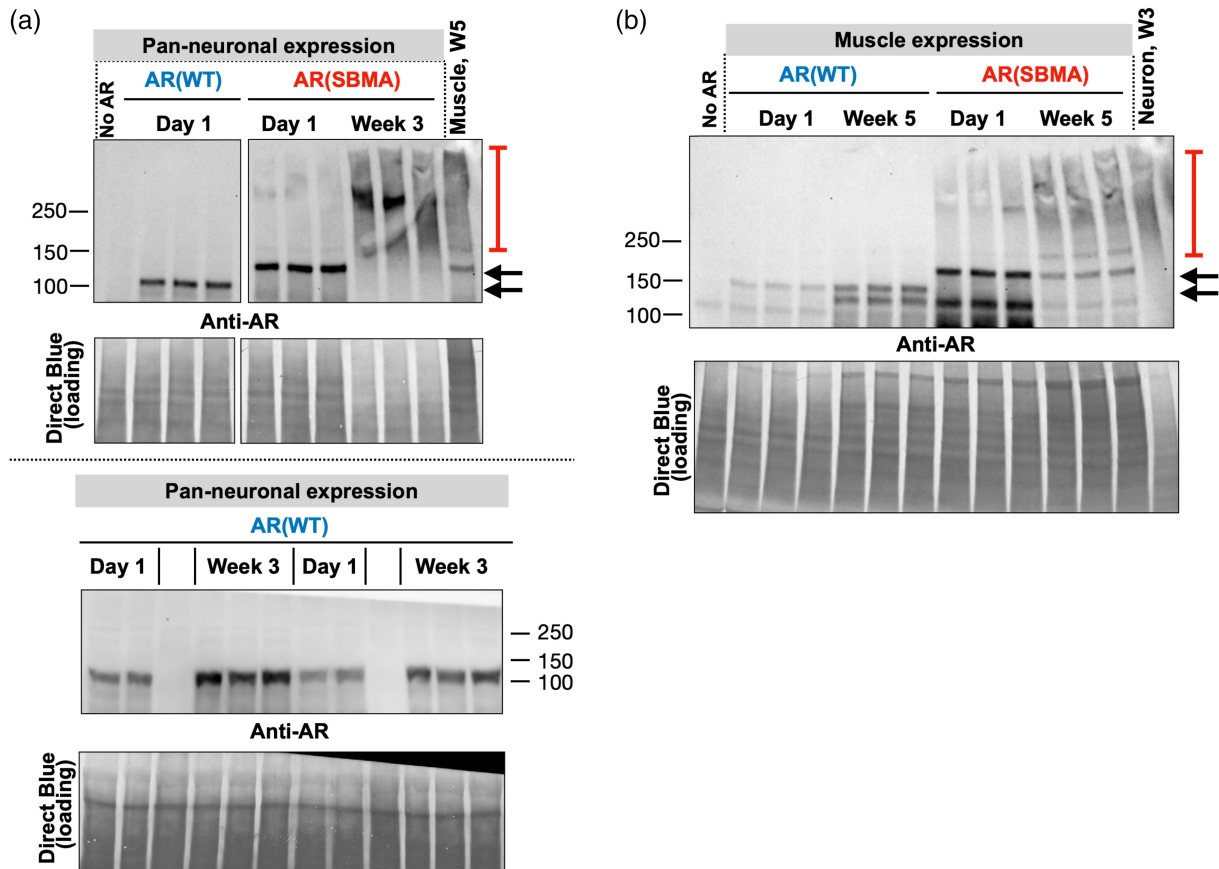 (a)
Pan-neuronal expression
Muscle, W5
No AR
AR(WT)
AR(SBMA)
Day 1
Day 1
Week 3
250
150
100
Anti-AR
Direct Blue
(loading)
Pan-neuronal expression
AR(WT)
Day 1
Week 3
Day 1
Week 3
250
150
100
Anti-AR
Direct Blue
(loading)
(b)
Muscle expression
Neuron, W3
No AR
AR(WT)
AR(SBMA)
Day 1
Week 5
Day 1
Week 5
250
150
100
Anti-AR
Direct Blue
(loading)